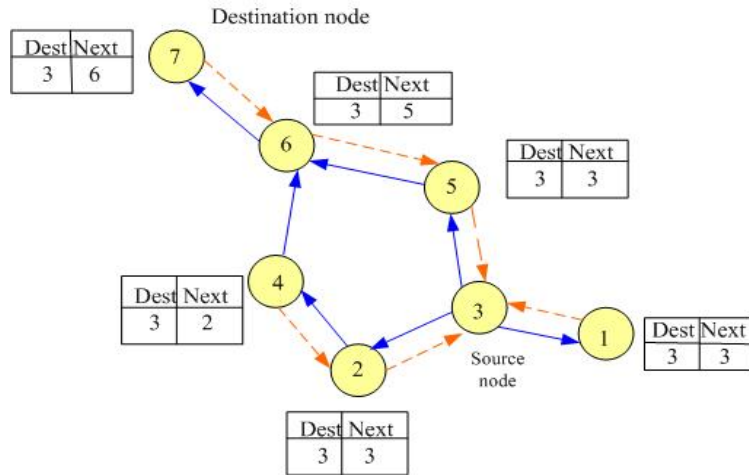 Destination node
Dest Next
3 6
7
Dest Next
3 5
6
5
Dest Next
3 3
4
Dest Next
3 2
3
1
Source
node
Dest Next
3 3
2
Dest Next
3 3